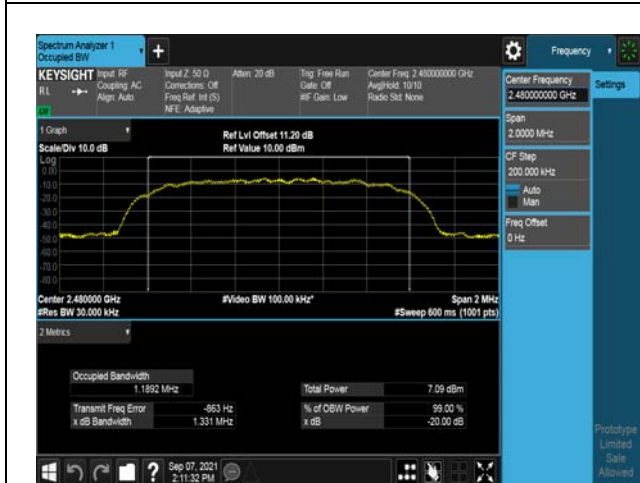 Spectrum Analyzer 1
Occupied BW
+
Frequency
KEYSIGHT
RL
Input: RF
Coupling: AC
Align: Auto
Input Z: 50 Ω
Corrections: Off
Freq Ref: Int (S)
NFE: Adaptive
Atten: 20 dB
Trig: Free Run
Gate: Off
#IF Gain: Low
Center Freq: 2.480000000 GHz
Avg|Hold: 10/10
Radio Std: None
Center Frequency
2.480000000 GHz
Settings
Span
2.0000 MHz
CF Step
200.000 kHz
Auto
Man
Freq Offset
0 Hz
1 Graph
Scale/Div 10.0 dB
Ref Lvl Offset 11.20 dB
Ref Value 10.00 dBm
Log
0.00
-10.0
-20.0
-30.0
-40.0
-50.0
-60.0
-70.0
-80.0
Center 2.480000 GHz
#Video BW 100.00 kHz*
Span 2 MHz
#Res BW 30.000 kHz
#Sweep 600 ms (1001 pts)
2 Metrics
Occupied Bandwidth
1.1892 MHz
Total Power 7.09 dBm
Transmit Freq Error -863 Hz
% of OBW Power 99.00 %
x dB Bandwidth 1.331 MHz
x dB -20.00 dB
Prototype
Limited
Sale
Allowed
?
Sep 07, 2021
2:11:32 PM